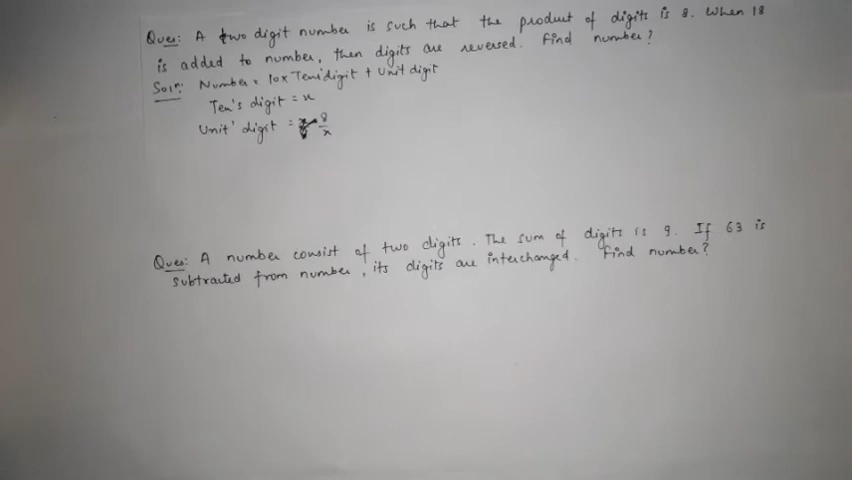 Ques: A two digit number is such that the product of digits is 8. When 18
is added to number, then digits are reversed. Find number?
Soln: Number = 10x Tens' digit + Unit digit
Ten's digit = x
Unit' digit = 8/x
Ques: A number consist of two digits. The sum of digits is 9. If 63 is
subtracted from number, its digits are interchanged. Find number?